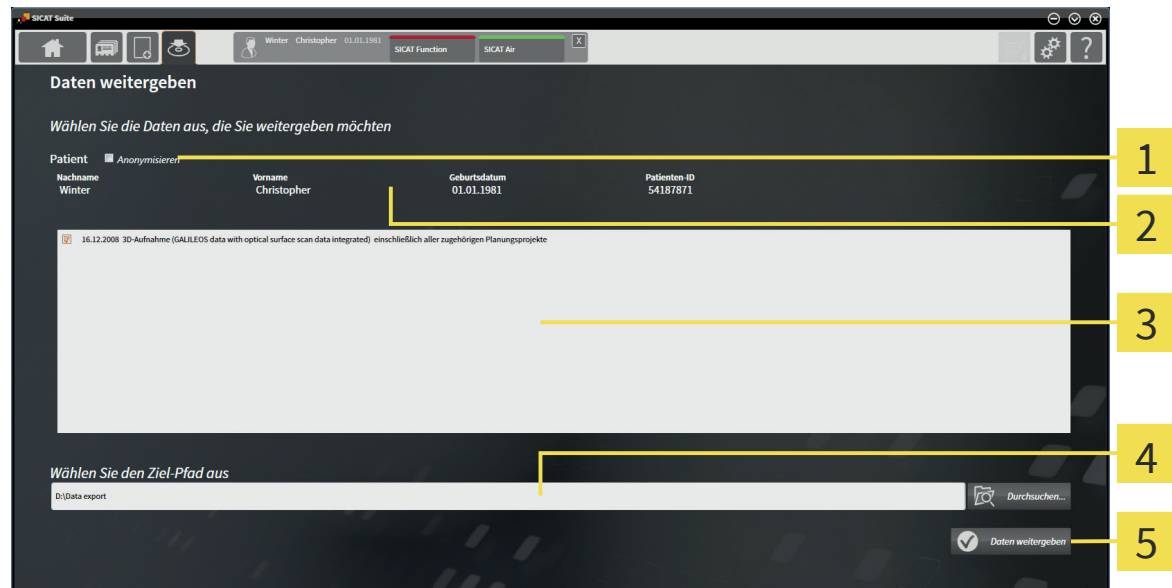 SICAT Suite
Winter Christopher 01.01.1981
SICAT Function
SICAT Air
X
?
Daten weitergeben
Wählen Sie die Daten aus, die Sie weitergeben möchten
Patient Anonymisieren
1
Nachname Vorname Geburtsdatum Patienten-ID
Winter Christopher 01.01.1981 54187871
2
16.12.2008 3D-Aufnahme (GALILEOS data with optical surface scan data integrated) einschließlich aller zugehörigen Planungsprojekte
3
4
Wählen Sie den Ziel-Pfad aus
D:\Data export
Durchsuchen...
Daten weitergeben
5